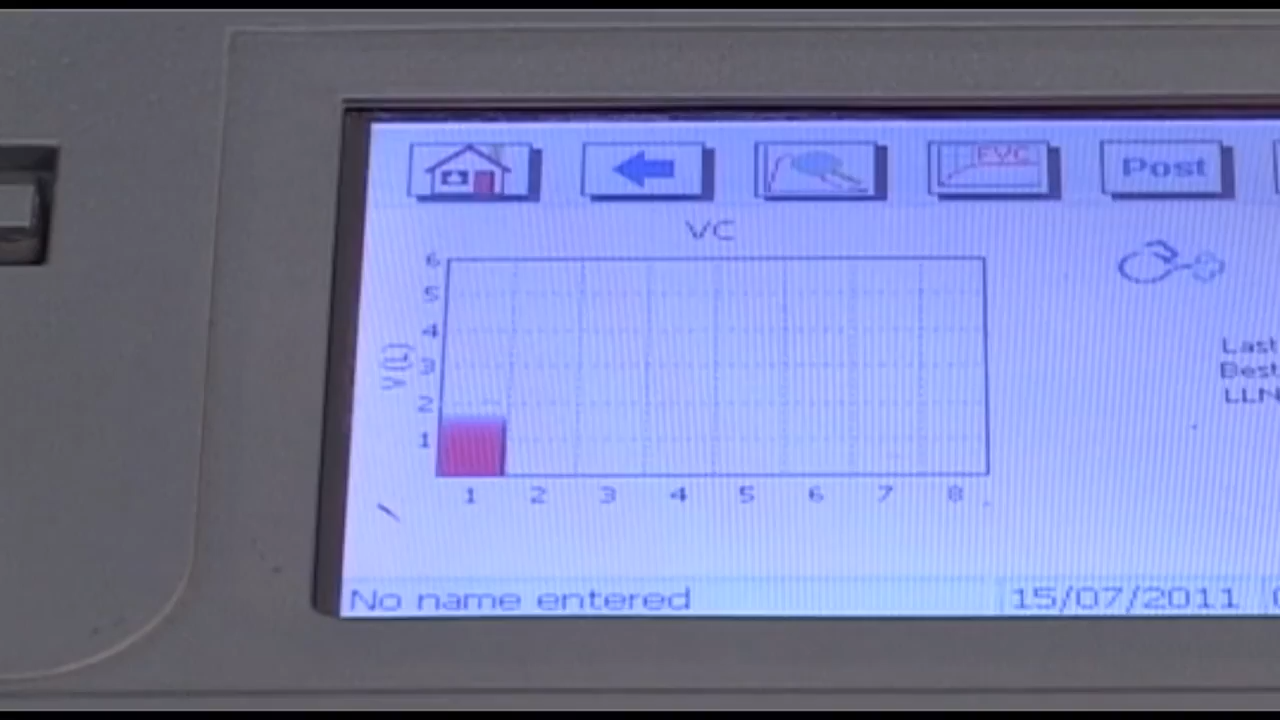 FVC
Post
VC
6
5
4
3
2
1
V(L)
Last
Best
LLN
1 2 3 4 5 6 7 8
No name entered 15/07/2011